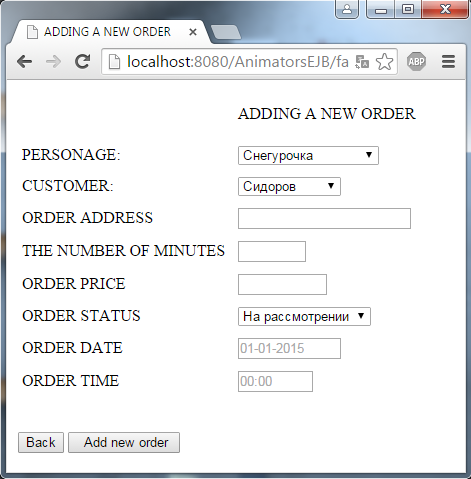 ADDING A NEW ORDER
localhost:8080/AnimatorsEJB/fa
ABP
ADDING A NEW ORDER
PERSONAGE: Снегурочка
CUSTOMER: Сидоров
ORDER ADDRESS
THE NUMBER OF MINUTES
ORDER PRICE
ORDER STATUS На рассмотрении
ORDER DATE 01-01-2015
ORDER TIME 00:00
Back Add new order